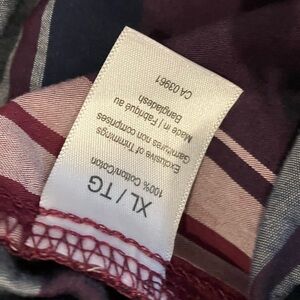 XL / TG
100% Cotton/Coton
Exclusive of Trimmings
Garnitures non comprises
Made in / Fabriqué au
Bangladesh
CA 03961